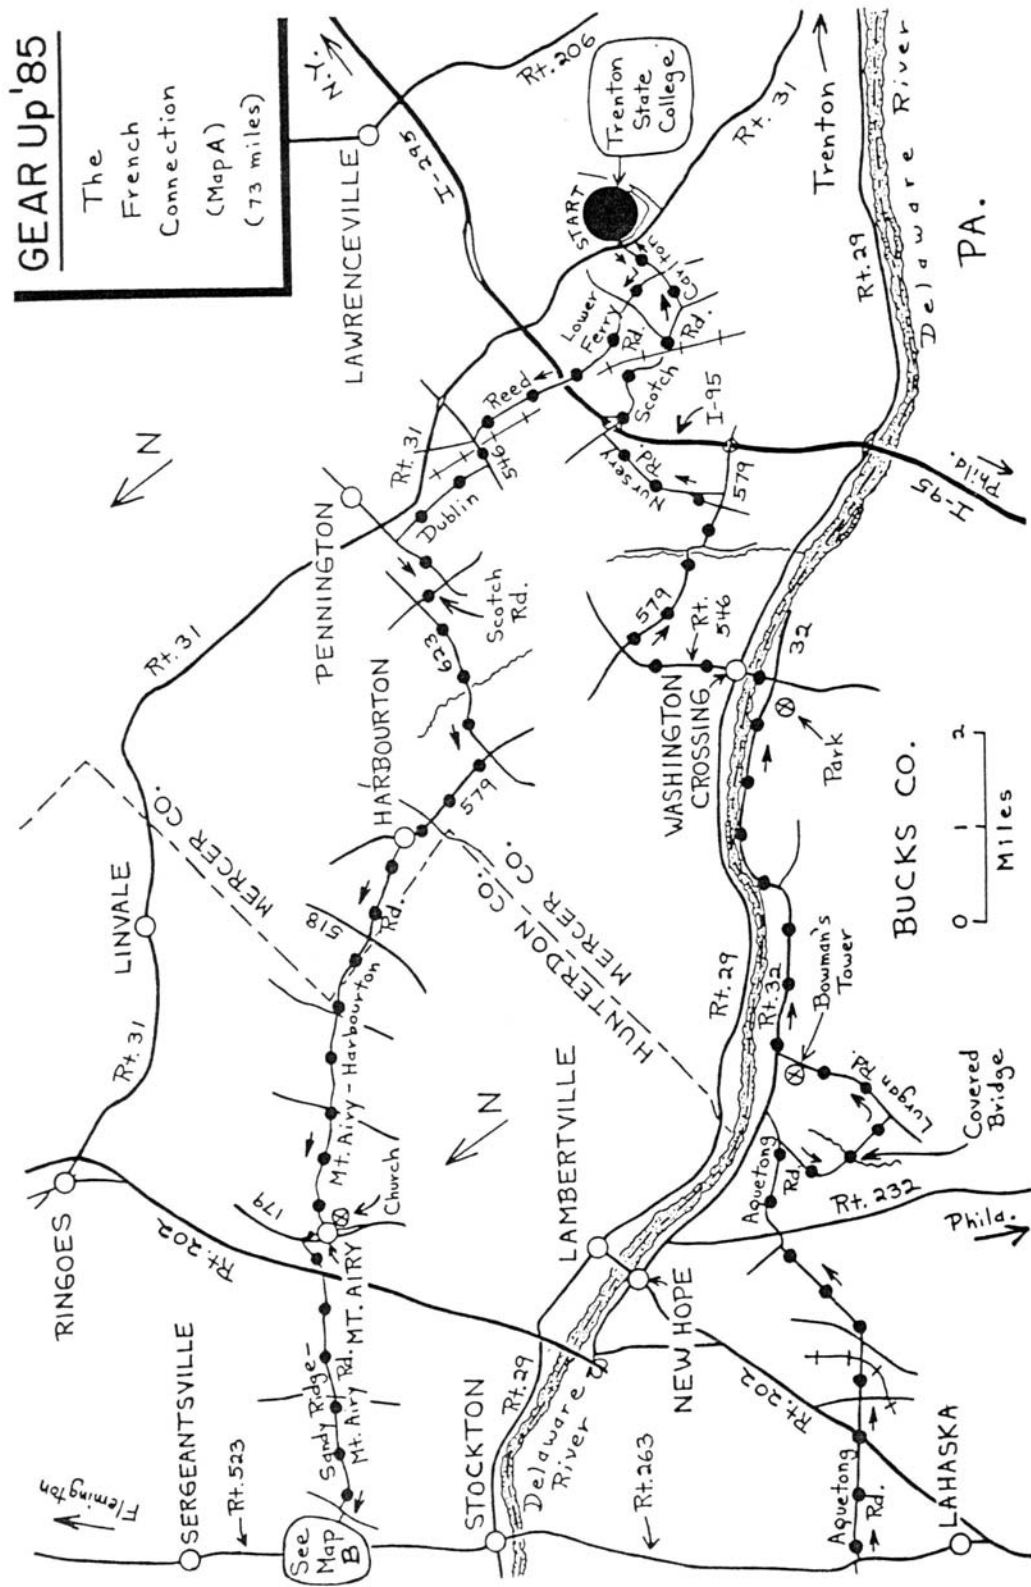 GEAR Up '85
The
French
Connection
(Map A)
(73 miles)
N.Y.
Rt. 206
LAWRENCEVILLE
I-295
START
Trenton
State
College
Rt. 31
Trenton
Rt. 29
Delaware River
PA.
Carlton
Lower
Ferry
Rd.
Rd.
Scotch
Reed
I-95
N
Rt. 31
546
Dublin
Nursery
Rd.
579
I-95
Phila.
PENNINGTON
Scotch
Rd.
623
579
Rt.
546
32
Rt. 31
HARBOURTON
579
WASHINGTON
CROSSING
Park
MERCER CO.
LINVALE
518
Rd.
HUNTERDON CO.
MERCER CO.
BUCKS CO.
0 1 2
Miles
Rt. 31
Mt. Airy-Harbourton
Rt. 29
Rt. 32
Bowman's
Tower
Lurgan Rd.
Covered
Bridge
N
RINGOES
179
Church
LAMBERTVILLE
Aquetong
Rd.
Rt. 232
Phila.
Rt. 202
MT. AIRY
NEW HOPE
SERGEANTSVILLE
Sandy Ridge-
Mt. Airy Rd.
Rt. 29
Rt. 202
Flemington
Rt. 523
See
Map
B
STOCKTON
Delaware
River
Rt. 263
Aquetong
Rd.
LAHASKA